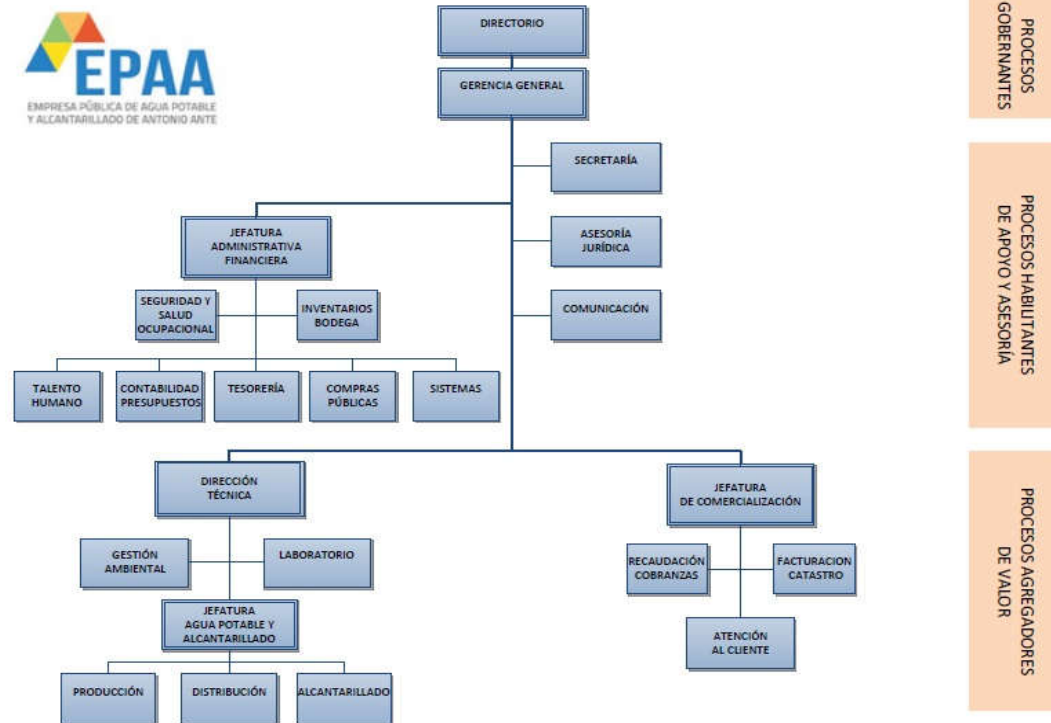 EPAA
EMPRESA PÚBLICA DE AGUA POTABLE
Y ALCANTARILLADO DE ANTONIO ANTE
DIRECTORIO
GERENCIA GENERAL
PROCESOS
GOBERNANTES
SECRETARÍA
ASESORÍA
JURÍDICA
COMUNICACIÓN
JEFATURA
ADMINISTRATIVA
FINANCIERA
SEGURIDAD Y
SALUD
OCUPACIONAL
INVENTARIOS
BODEGA
TALENTO
HUMANO
CONTABILIDAD
PRESUPUESTOS
TESORERÍA
COMPRAS
PÚBLICAS
SISTEMAS
PROCESOS HABILITANTES
DE APOYO Y ASESORÍA
DIRECCIÓN
TÉCNICA
GESTIÓN
AMBIENTAL
LABORATORIO
JEFATURA
AGUA POTABLE Y
ALCANTARILLADO
PRODUCCIÓN
DISTRIBUCIÓN
ALCANTARILLADO
JEFATURA
DE COMERCIALIZACIÓN
RECAUDACIÓN
COBRANZAS
FACTURACION
CATASTRO
ATENCIÓN
AL CLIENTE
PROCESOS AGREGADORES
DE VALOR